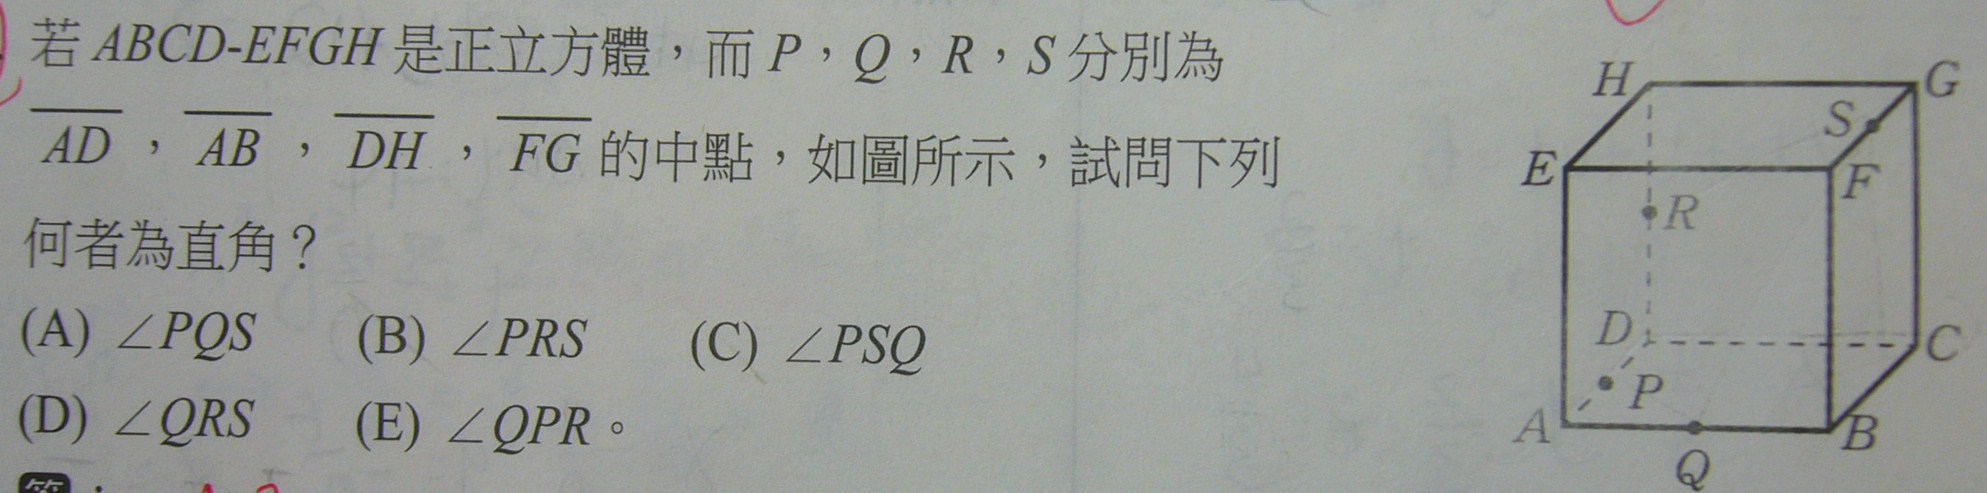 若 ABCD-EFGH 是正立方體，而 P，Q，R，S 分別為
AD，AB，DH，FG 的中點，如圖所示，試問下列
何者為直角？
(A) ∠PQS (B) ∠PRS (C) ∠PSQ
(D) ∠QRS (E) ∠QPR。
H
G
S
E
F
R
D
C
P
A
B
Q